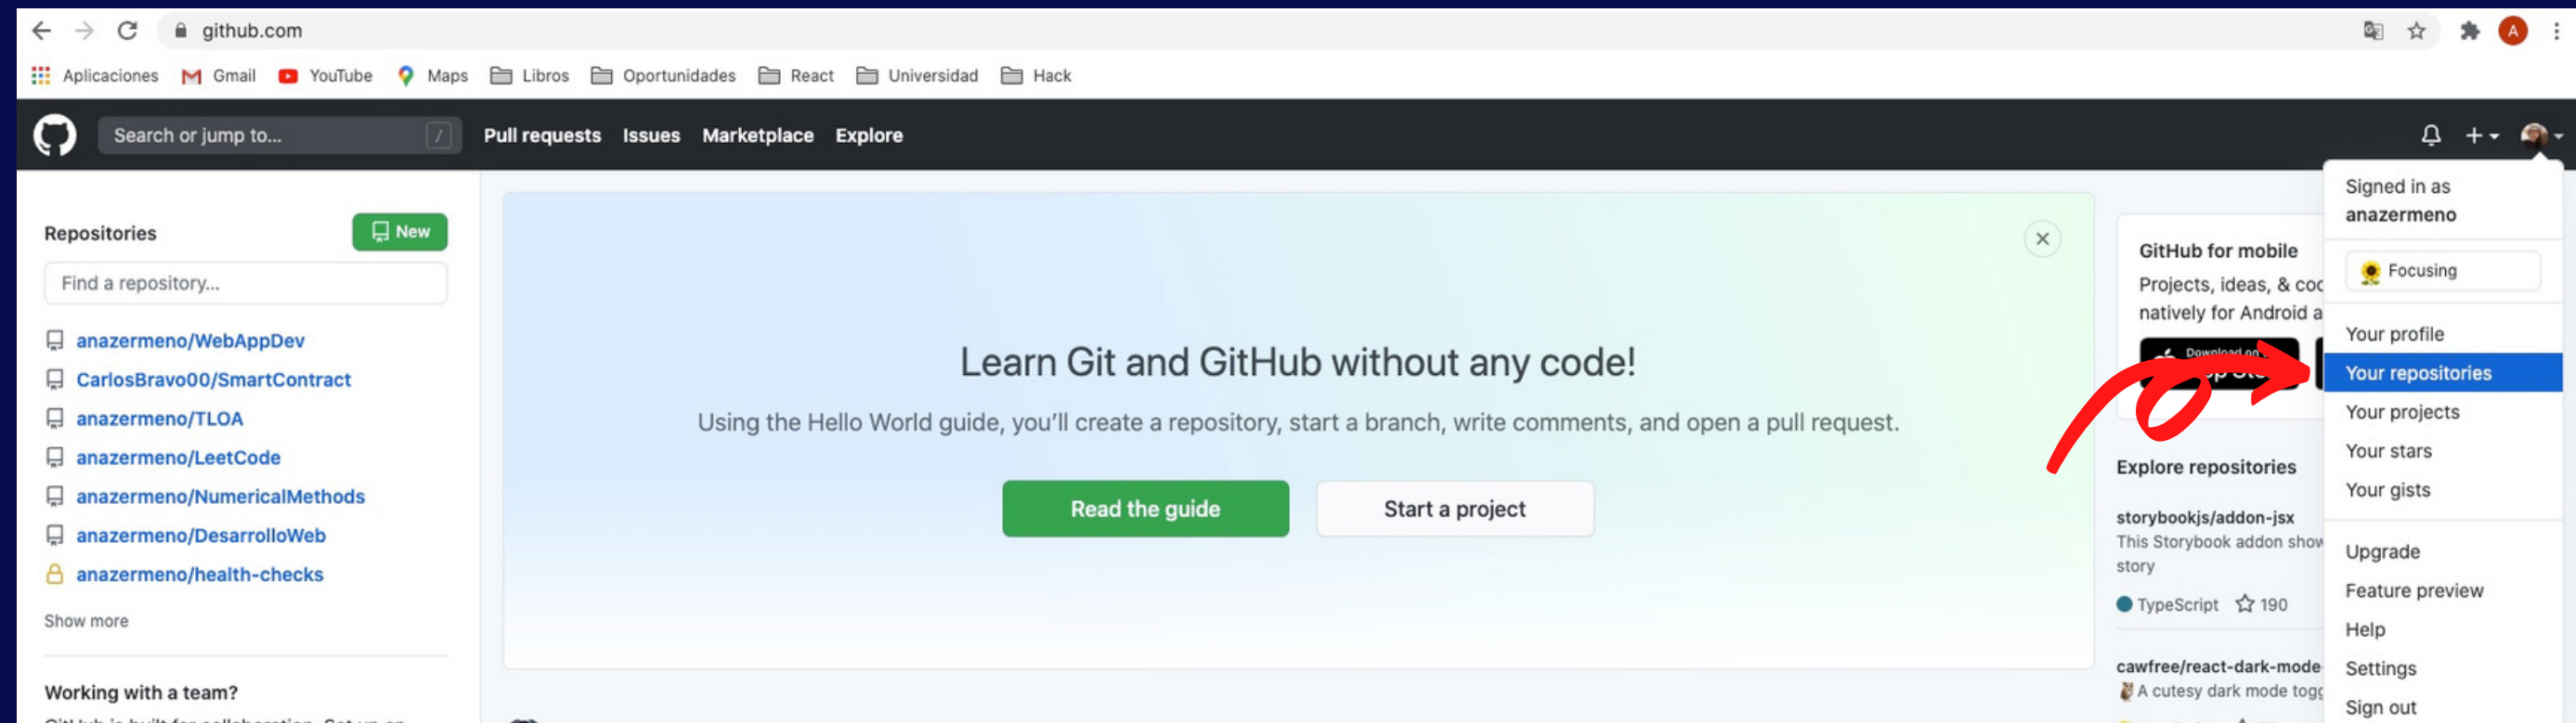 github.com
A
Aplicaciones Gmail YouTube Maps Libros Oportunidades React Universidad Hack
Search or jump to... / Pull requests Issues Marketplace Explore
Repositories
New
Find a repository...
anazermeno/WebAppDev
CarlosBravo00/SmartContract
anazermeno/TLOA
anazermeno/LeetCode
anazermeno/NumericalMethods
anazermeno/DesarrolloWeb
anazermeno/health-checks
Show more
Working with a team?
Learn Git and GitHub without any code!
Using the Hello World guide, you'll create a repository, start a branch, write comments, and open a pull request.
Read the guide
Start a project
GitHub for mobile
Projects, ideas, &
natively for Android
Download on
Explore repositories
storybookjs/addon-jsx
This Storybook addon show
story
TypeScript 190
cawfree/react-dark-mode
A cutesy dark mode
Signed in as
anazermeno
Focusing
Your profile
Your repositories
Your projects
Your stars
Your gists
Upgrade
Feature preview
Help
Settings
Sign out